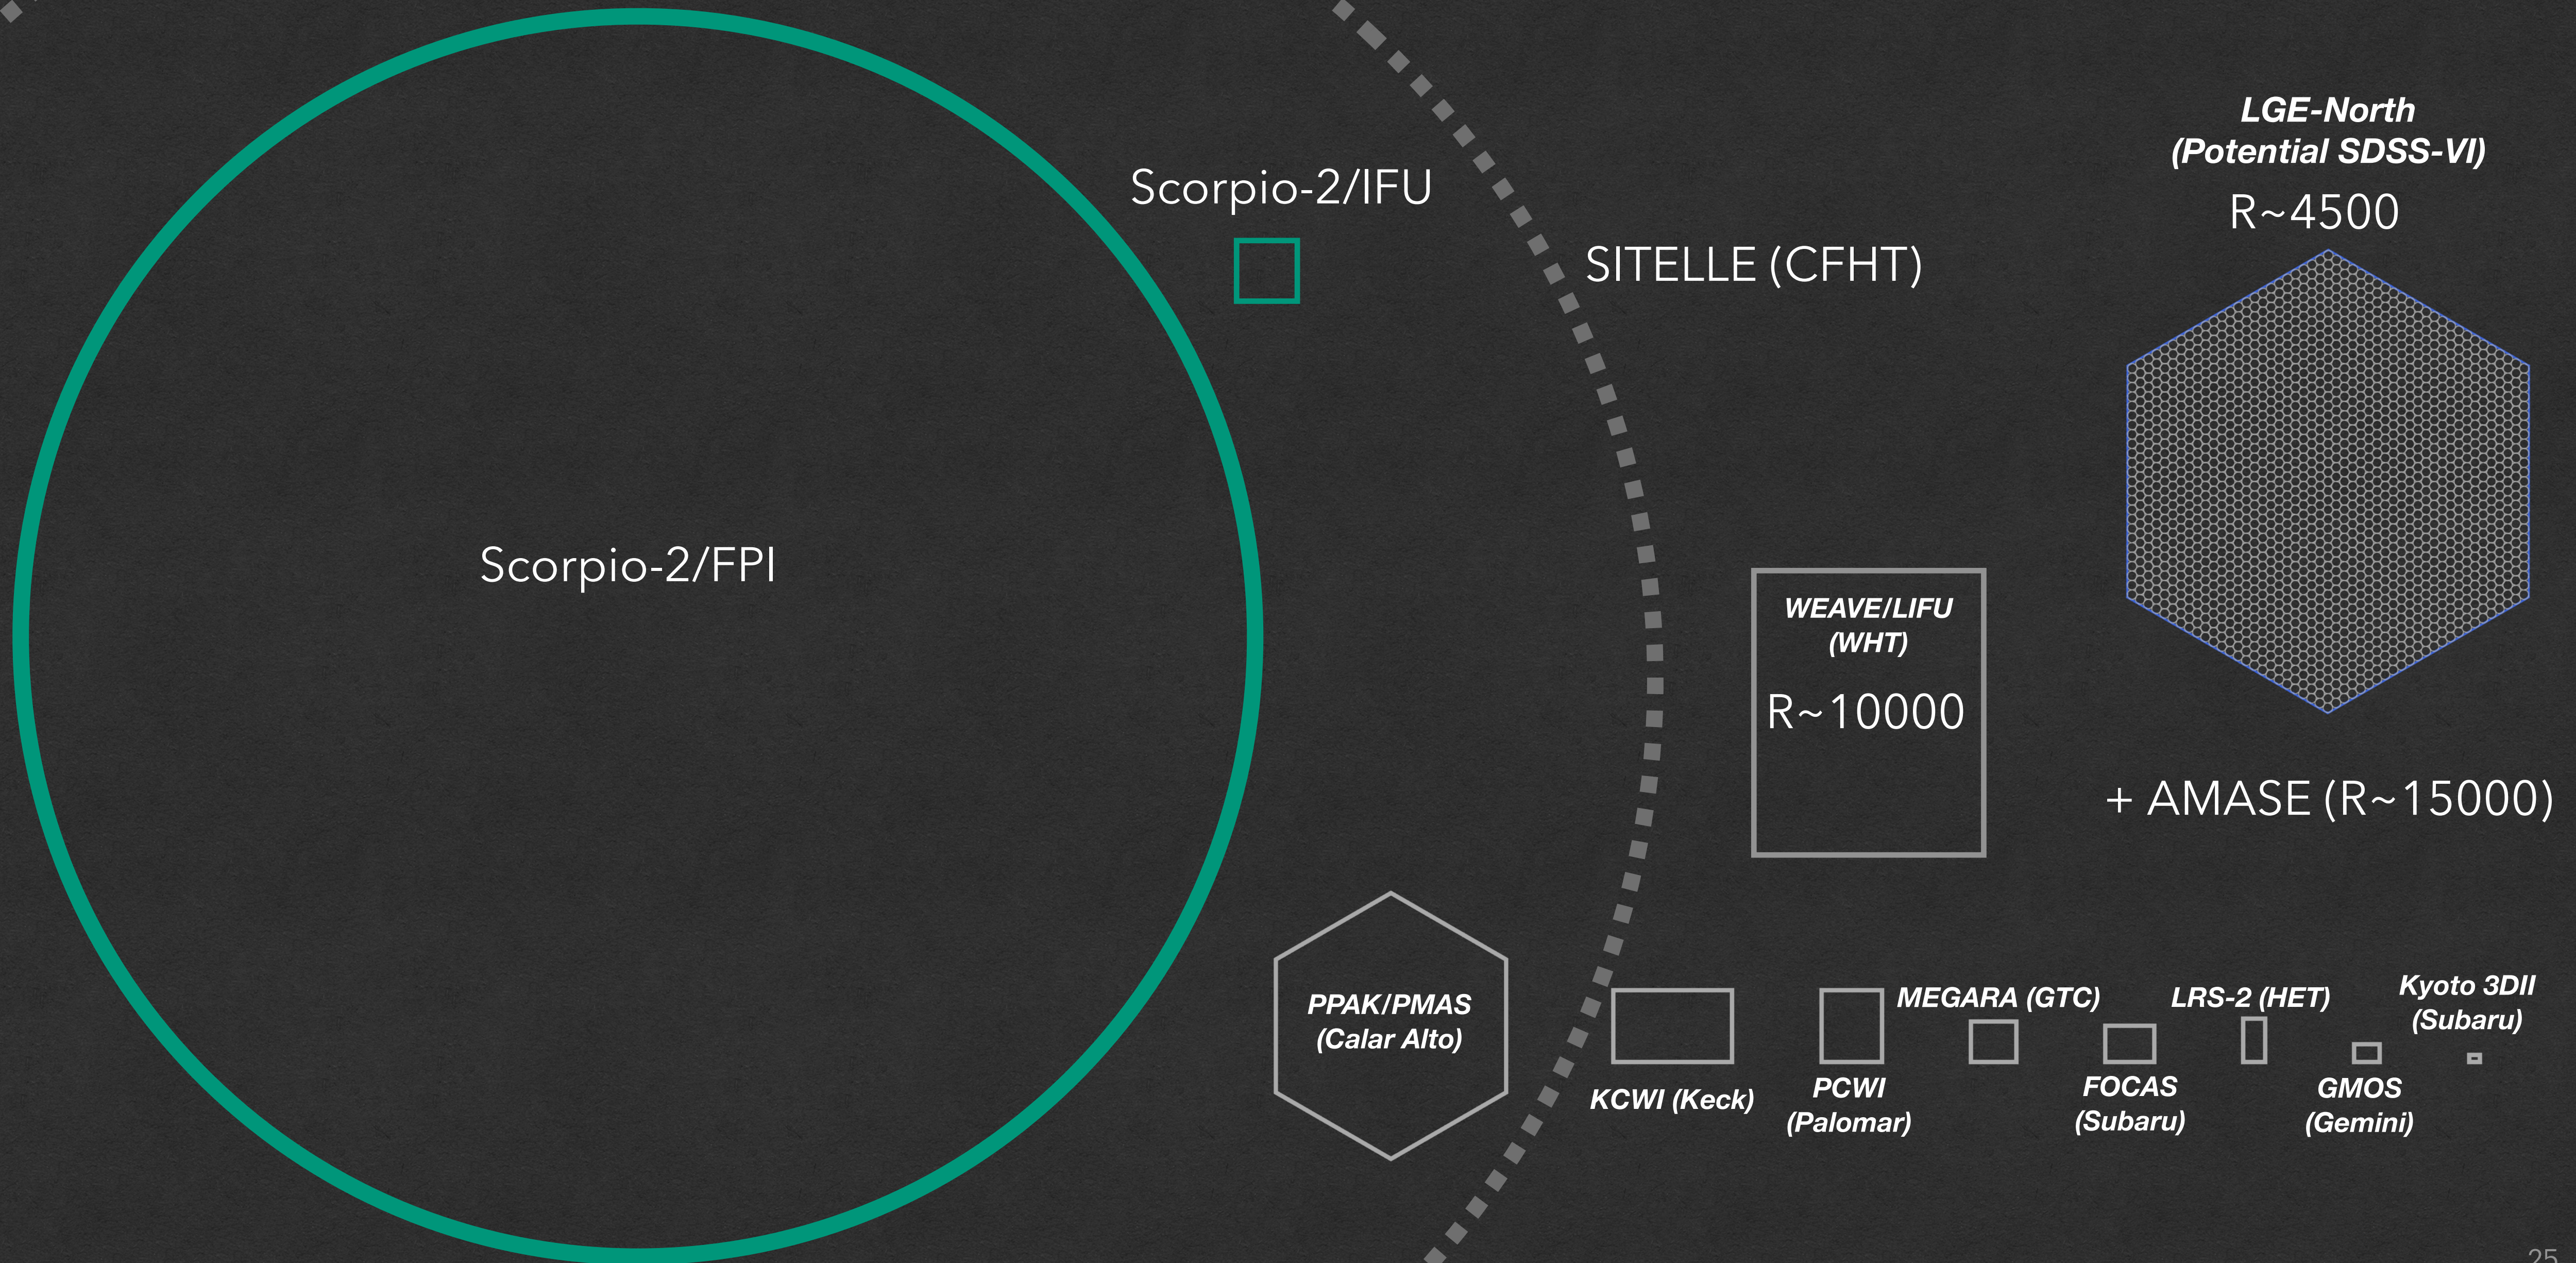 Scorpio-2/FPI
Scorpio-2/IFU
SITELLE (CFHT)
LGE-North
(Potential SDSS-VI)
R~4500
WEAVE/LIFU
(WHT)
R~10000
+ AMASE (R~15000)
PPAK/PMAS
(Calar Alto)
KCWI (Keck)
PCWI
(Palomar)
MEGARA (GTC)
FOCAS
(Subaru)
LRS-2 (HET)
GMOS
(Gemini)
Kyoto 3DII
(Subaru)
25